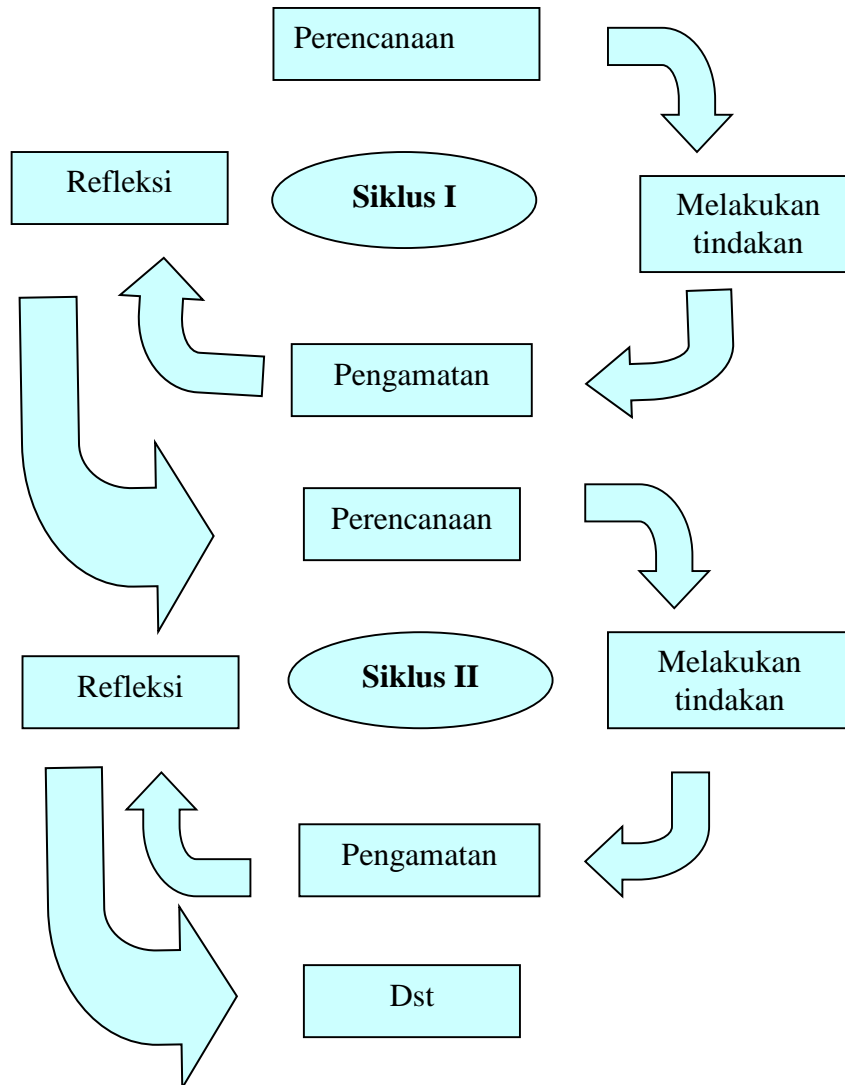 Perencanaan
Refleksi
Siklus I
Melakukan
tindakan
Pengamatan
Perencanaan
Refleksi
Siklus II
Melakukan
tindakan
Pengamatan
Dst